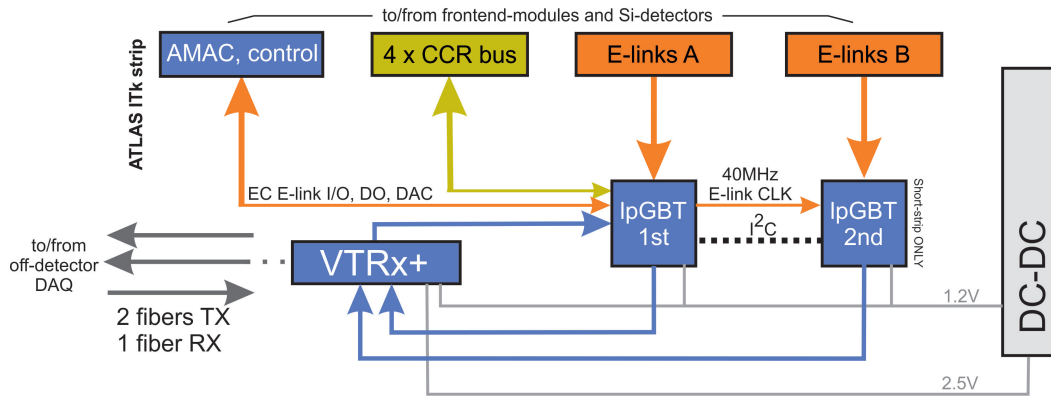 to/from frontend-modules and Si-detectors
ATLAS ITk strip
AMAC, control
4 x CCR bus
E-links A
E-links B
EC E-link I/O, DO, DAC
lpGBT
1st
40MHz
E-link CLK
I²C
lpGBT
2nd
Short-strip ONLY
DC-DC
to/from
off-detector
DAQ
VTRx+
2 fibers TX
1 fiber RX
1.2V
2.5V